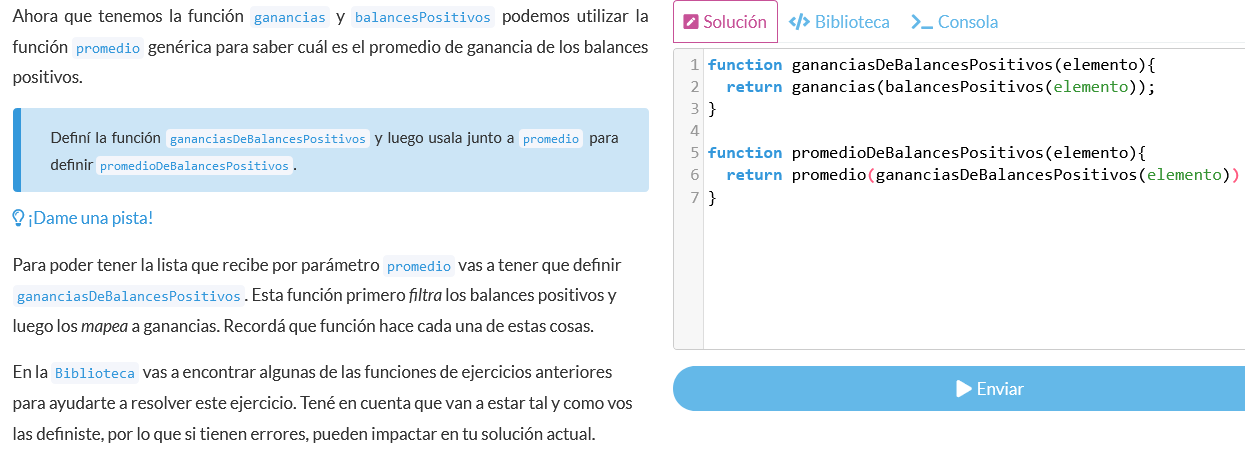 Ahora que tenemos la función ganancias y balancesPositivos podemos utilizar la
función promedio genérica para saber cuál es el promedio de ganancia de los balances
positivos.
Definí la función gananciasDeBalancesPositivos y luego usala junto a promedio para
definir promedioDeBalancesPositivos.
¡Dame una pista!
Para poder tener la lista que recibe por parámetro promedio vas a tener que definir
gananciasDeBalancesPositivos. Esta función primero filtra los balances positivos y
luego los mapea a ganancias. Recordá que función hace cada una de estas cosas.
En la Biblioteca vas a encontrar algunas de las funciones de ejercicios anteriores
para ayudarte a resolver este ejercicio. Tené en cuenta que van a estar tal y como vos
las definiste, por lo que si tienen errores, pueden impactar en tu solución actual.
Solución </> Biblioteca >_ Consola
1 function gananciasDeBalancesPositivos(elemento){
2 return ganancias(balancesPositivos(elemento));
3 }
4
5 function promedioDeBalancesPositivos(elemento){
6 return promedio(gananciasDeBalancesPositivos(elemento))
7 }
Enviar